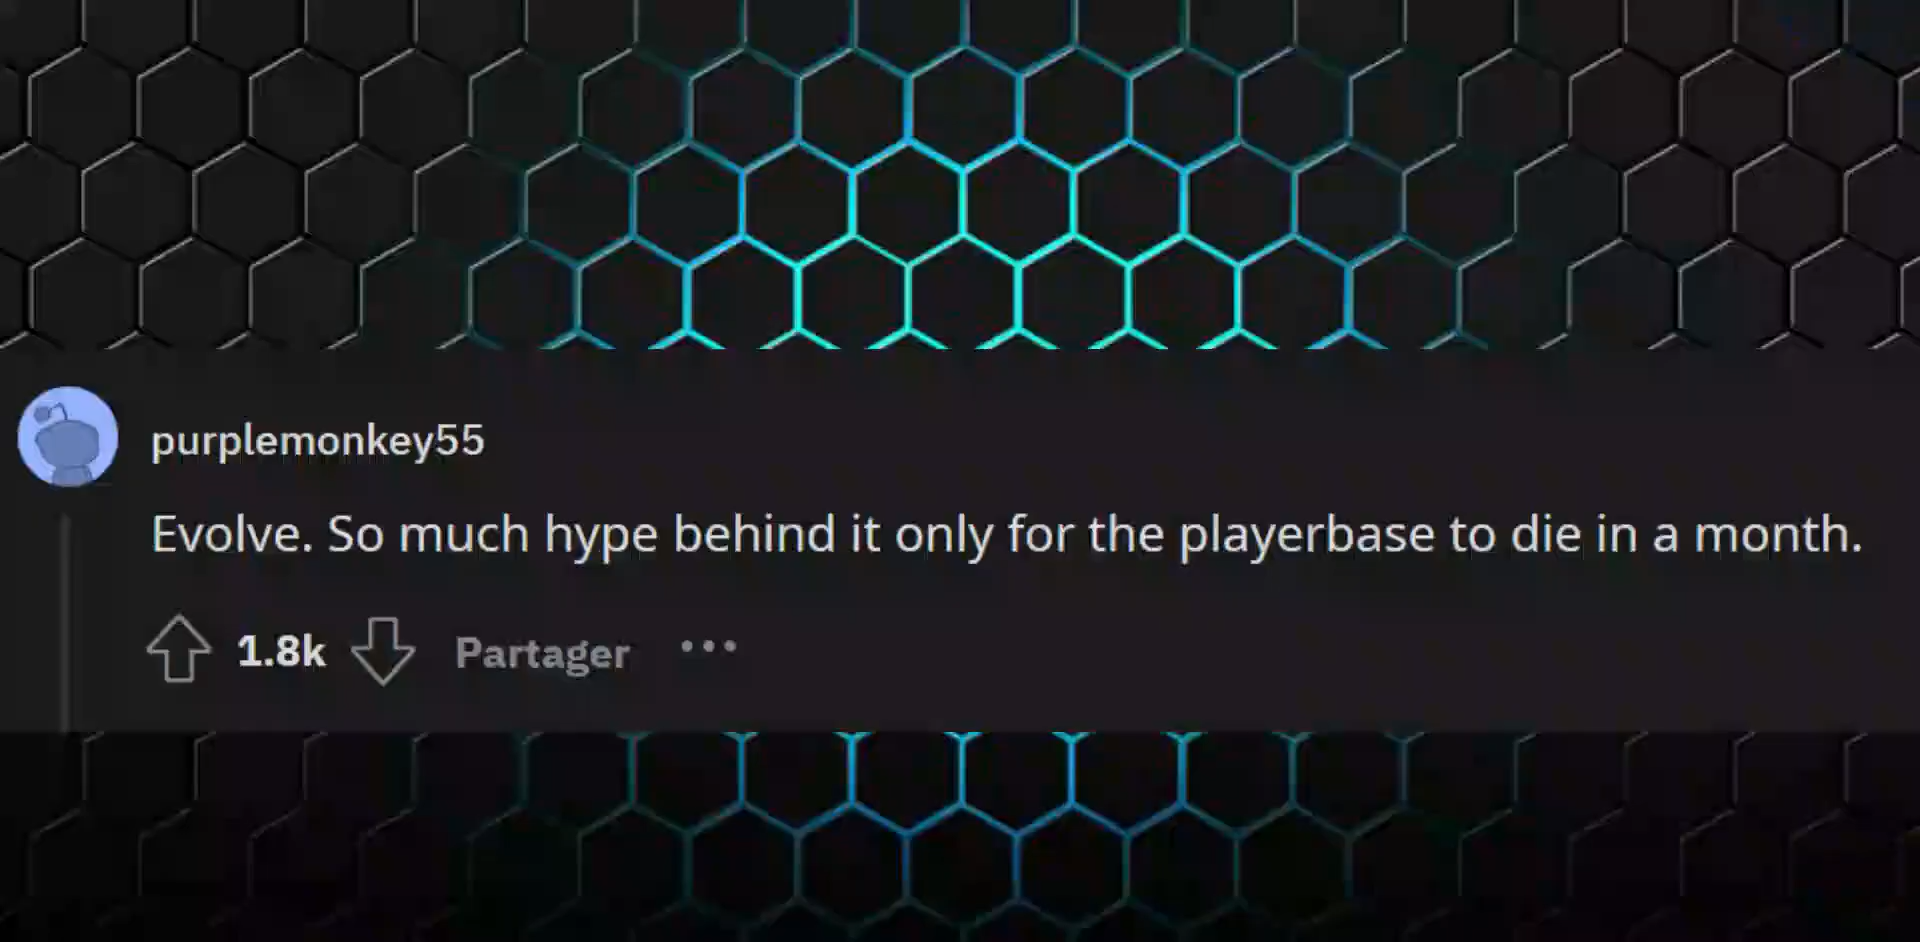 purplemonkey55
Evolve. So much hype behind it only for the playerbase to die in a month.
1.8k Partager ...